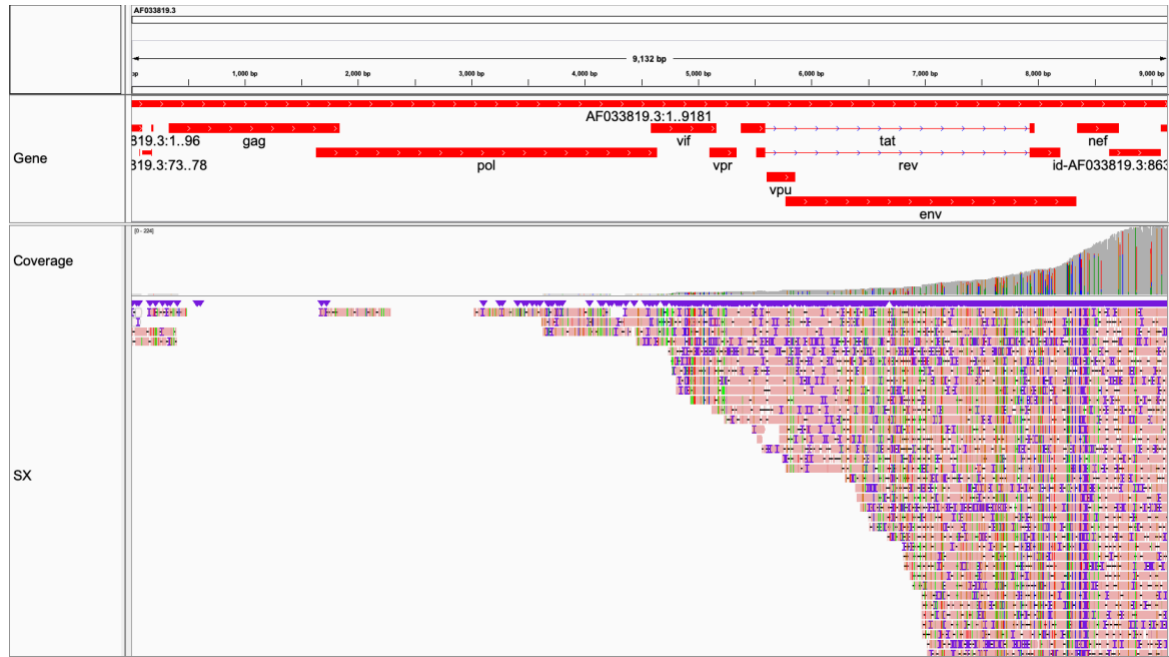 AF033819.3
9,132 bp
bp 1,000 bp 2,000 bp 3,000 bp 4,000 bp 5,000 bp 6,000 bp 7,000 bp 8,000 bp 9,000 bp
Gene
AF033819.3:1..9181
819.3:1..96 gag vif tat nef
319.3:73..78 pol vpr rev id-AF033819.3:863
vpu
env
Coverage
[0 - 224]
SX